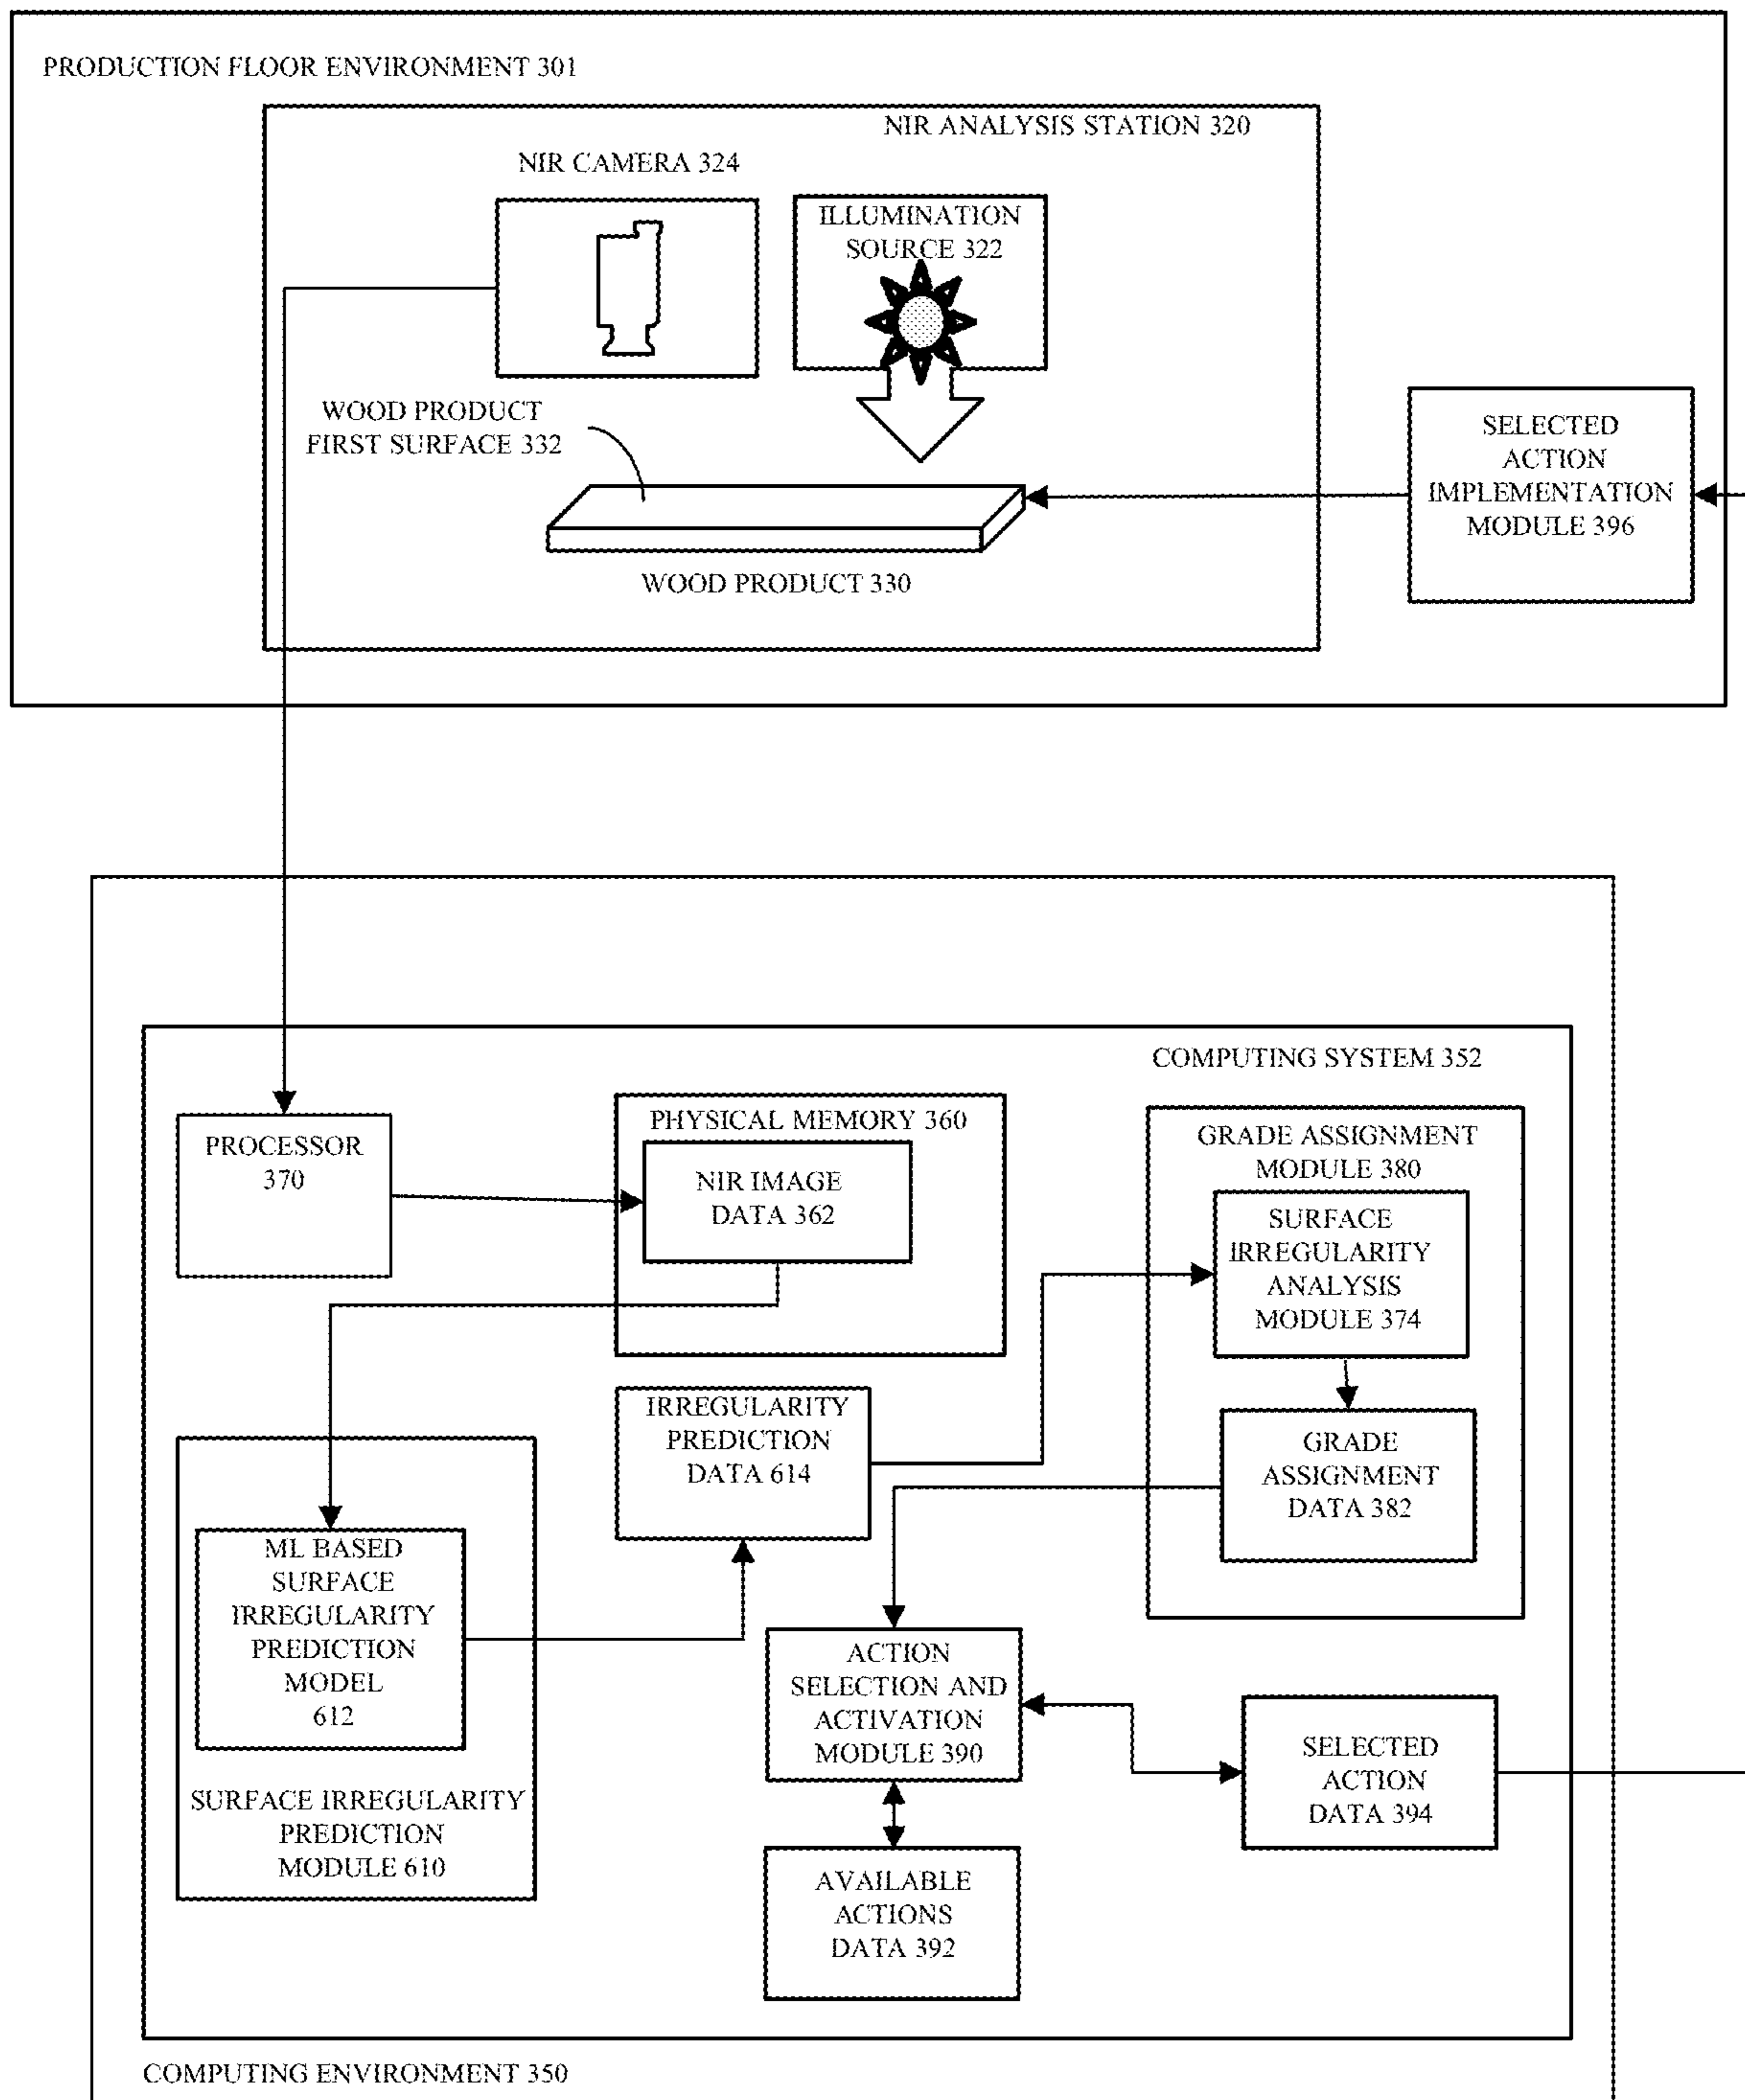 PRODUCTION FLOOR ENVIRONMENT 301
NIR ANALYSIS STATION 320
NIR CAMERA 324
ILLUMINATION
SOURCE 322
WOOD PRODUCT
FIRST SURFACE 332
WOOD PRODUCT 330
SELECTED
ACTION
IMPLEMENTATION
MODULE 396
COMPUTING SYSTEM 352
PROCESSOR
370
PHYSICAL MEMORY 360
NIR IMAGE
DATA 362
GRADE ASSIGNMENT
MODULE 380
SURFACE
IRREGULARITY
ANALYSIS
MODULE 374
IRREGULARITY
PREDICTION
DATA 614
GRADE
ASSIGNMENT
DATA 382
ML BASED
SURFACE
IRREGULARITY
PREDICTION
MODEL
612
SURFACE IRREGULARITY
PREDICTION
MODULE 610
ACTION
SELECTION AND
ACTIVATION
MODULE 390
SELECTED
ACTION
DATA 394
AVAILABLE
ACTIONS
DATA 392
COMPUTING ENVIRONMENT 350